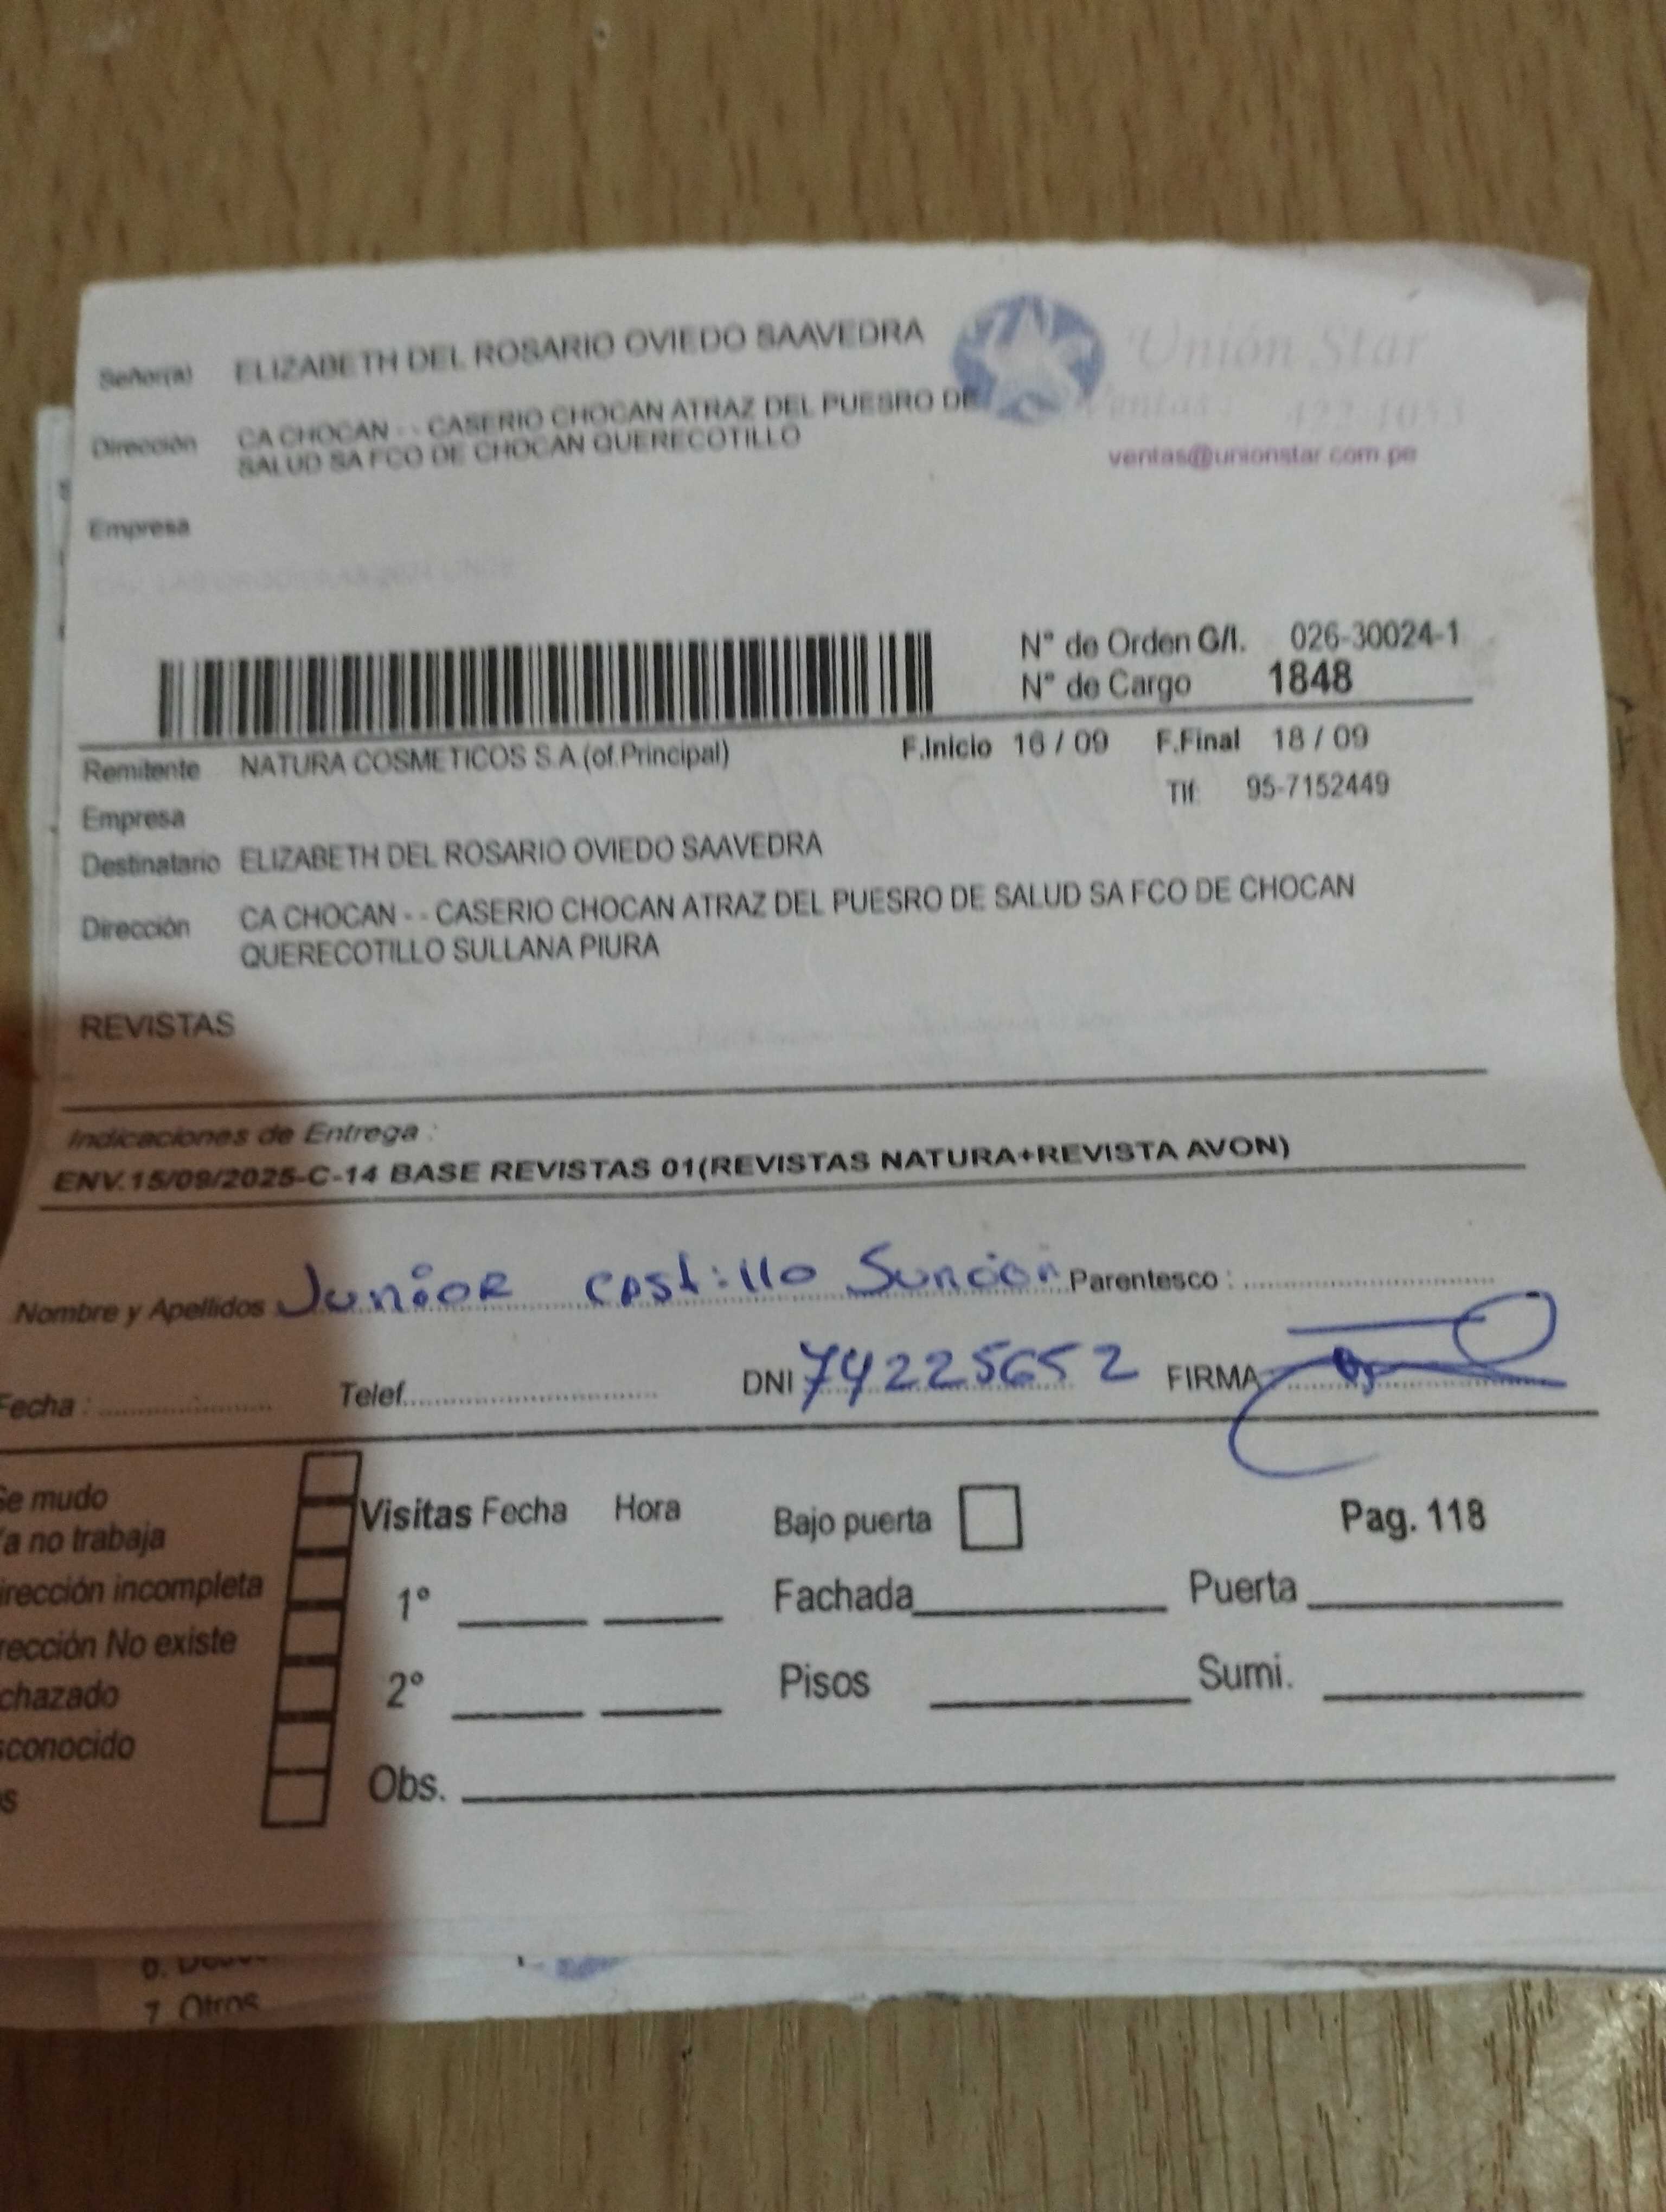 Señor(a) ELIZABETH DEL ROSARIO OVIEDO SAAVEDRA
Unión Star
Dirección CA CHOCAN - - CASERIO CHOCAN ATRAZ DEL PUESRO DE
SALUD SA FCO DE CHOCAN QUERECOTILLO
Ventas 422-1053
ventas@unionstar.com.pe
Empresa
N° de Orden G/I. 026-30024-1
N° de Cargo 1848
Remitente NATURA COSMETICOS S.A.(of.Principal) F.Inicio 16 / 09 F.Final 18 / 09
Empresa Tlf: 95-7152449
Destinatario ELIZABETH DEL ROSARIO OVIEDO SAAVEDRA
Dirección CA CHOCAN - - CASERIO CHOCAN ATRAZ DEL PUESRO DE SALUD SA FCO DE CHOCAN
QUERECOTILLO SULLANA PIURA
REVISTAS
Indicaciones de Entrega :
ENV.15/09/2025-C-14 BASE REVISTAS 01(REVISTAS NATURA+REVISTA AVON)
Nombre y Apellidos Junior Castillo Suncion Parentesco :
Fecha : Telef. DNI 74225652 FIRMA
Se mudo
Ya no trabaja
irección incompleta
rección No existe
chazado
sconocido
s
Visitas Fecha Hora Bajo puerta Pag. 118
1° Fachada Puerta
2° Pisos Sumi.
Obs.
7. Otros